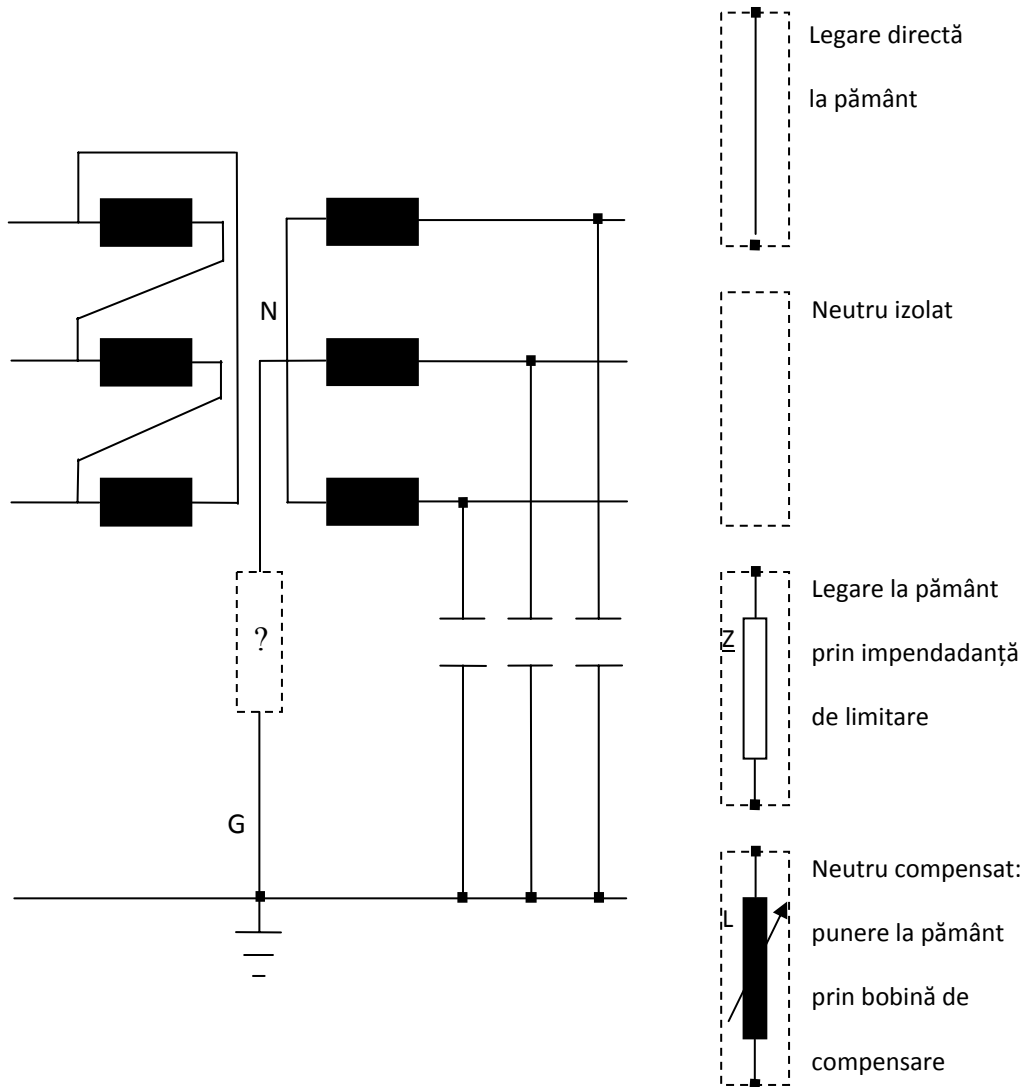 Legare directă
la pământ
N
Neutru izolat
?
Legare la pământ
Z
prin impendadanță
de limitare
G
Neutru compensat:
L
punere la pământ
prin bobină de
compensare